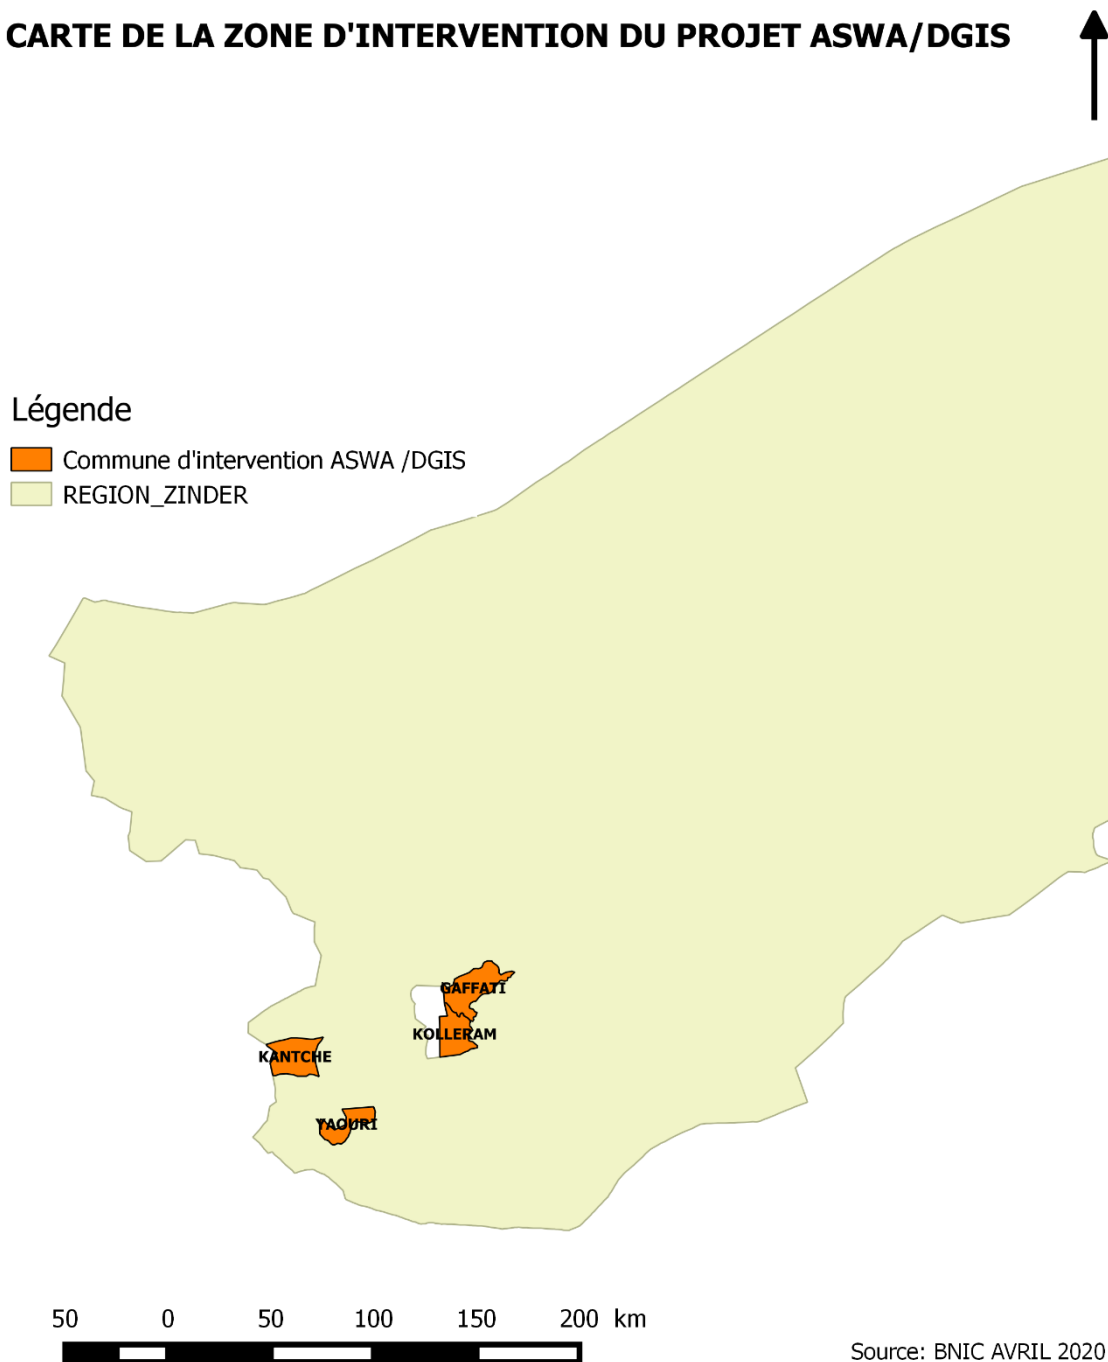 CARTE DE LA ZONE D'INTERVENTION DU PROJET ASWA/DGIS
Légende
Commune d'intervention ASWA /DGIS
REGION_ZINDER
GAFFATI
KOLLERAM
KANTCHE
YAOURI
50 0 50 100 150 200 km
Source: BNIC AVRIL 2020